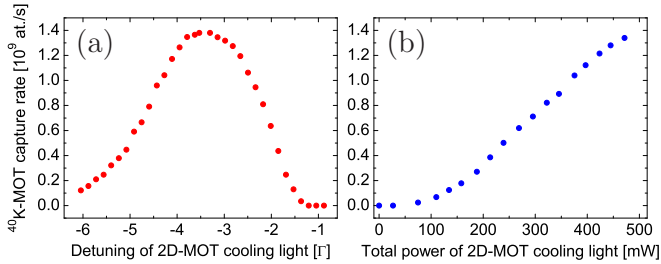 (a)
(b)
⁴⁰K-MOT capture rate [10⁹ at./s]
1.4
1.2
1.0
0.8
0.6
0.4
0.2
0.0
1.4
1.2
1.0
0.8
0.6
0.4
0.2
0.0
-6 -5 -4 -3 -2 -1
0 100 200 300 400 500
Detuning of 2D-MOT cooling light [Γ]
Total power of 2D-MOT cooling light [mW]